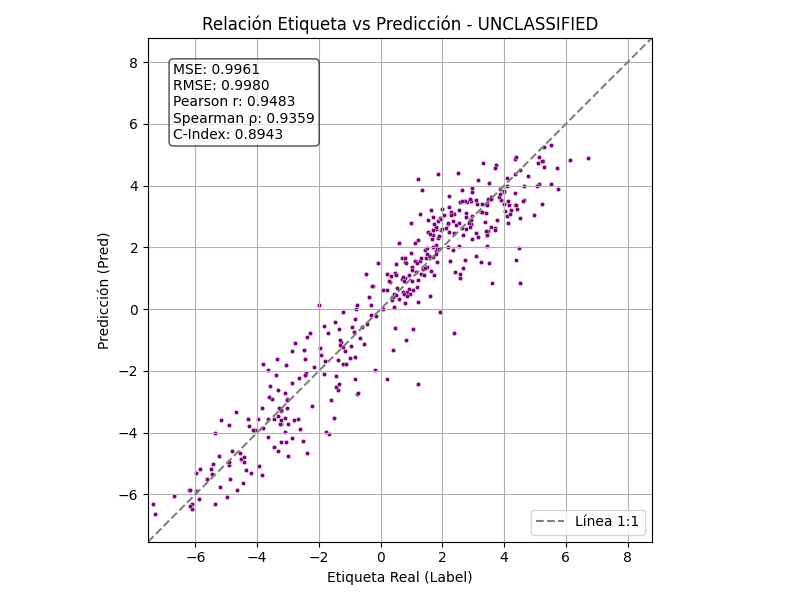 Relación Etiqueta vs Predicción - UNCLASSIFIED
MSE: 0.9961
RMSE: 0.9980
Pearson r: 0.9483
Spearman ρ: 0.9359
C-Index: 0.8943
8
6
4
2
0
−2
−4
−6
Predicción (Pred)
Línea 1:1
−6 −4 −2 0 2 4 6 8
Etiqueta Real (Label)